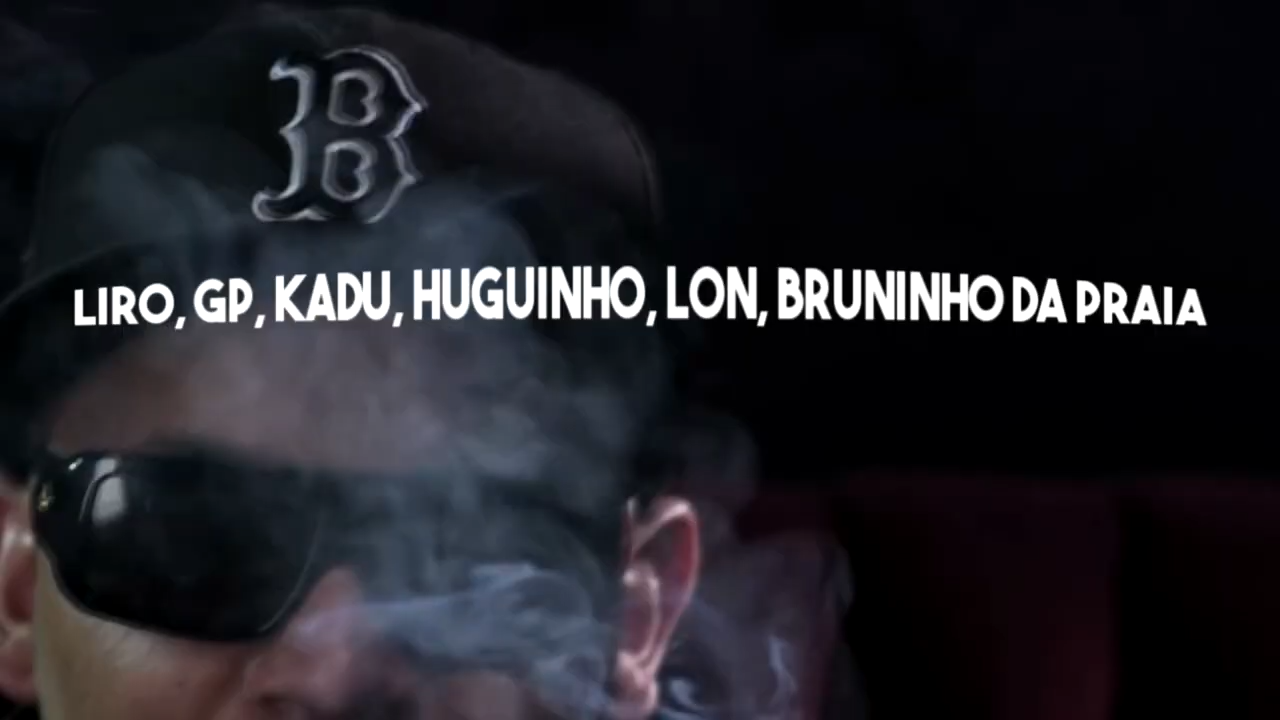 B
LIRO, GP, KADU, HUGUINHO, LON, BRUNINHO DA PRAIA